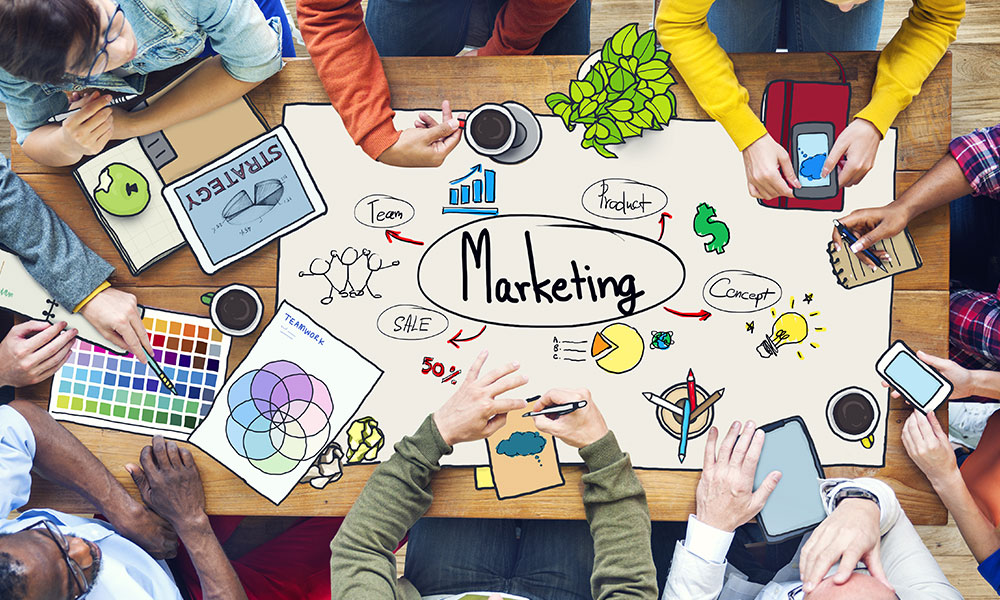 STRATEGY
Team
Product
Marketing
Concept
SALE
50%
A.
B.
C.
TEAMWORK